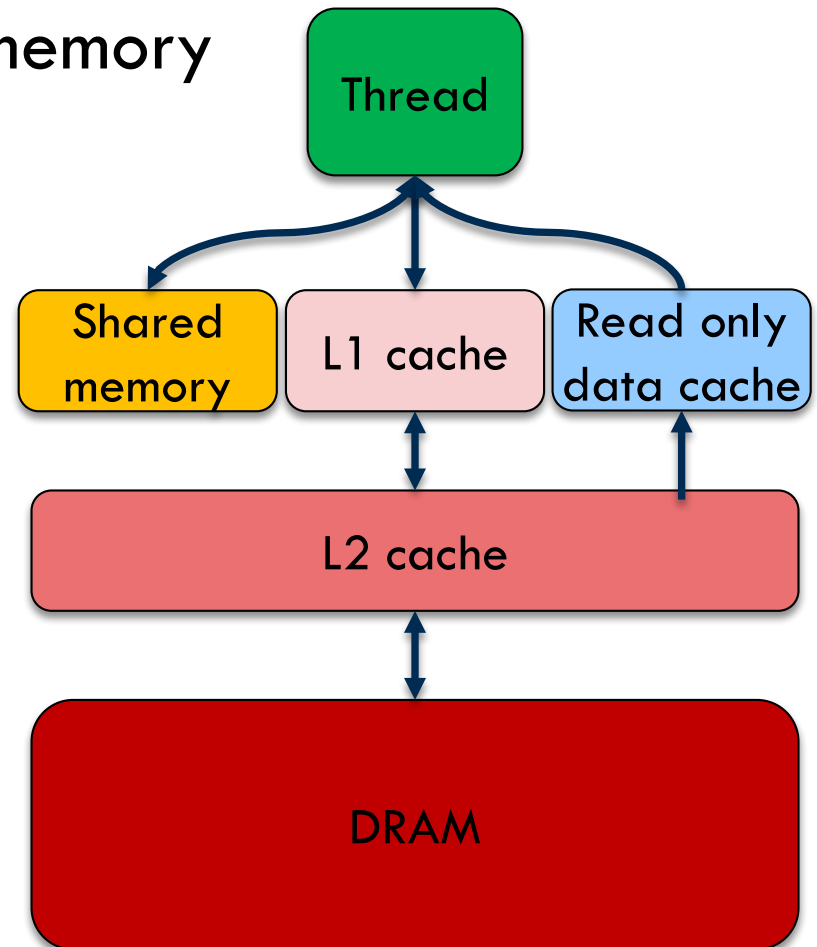 memory
Thread
Shared
memory
L1 cache
Read only
data cache
L2 cache
DRAM